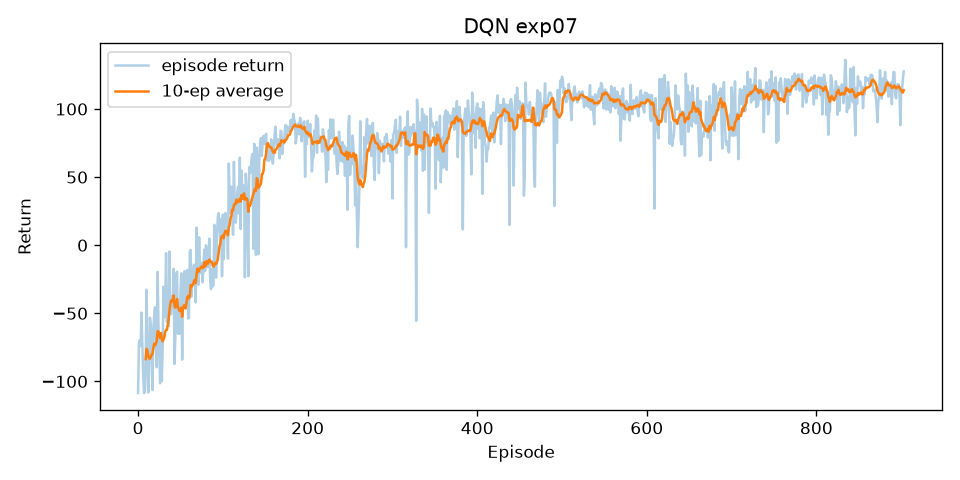 DQN exp07
episode return
10-ep average
100
50
0
−50
−100
Return
0 200 400 600 800
Episode